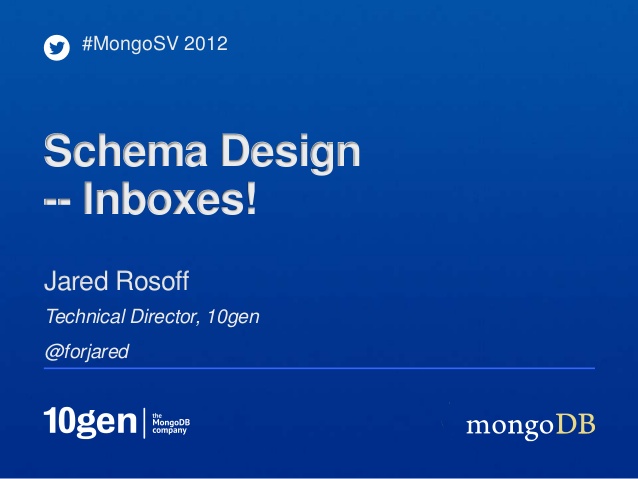 #MongoSV 2012
Schema Design
-- Inboxes!
Jared Rosoff
Technical Director, 10gen
@forjared
10gen
the
MongoDB
company
mongoDB